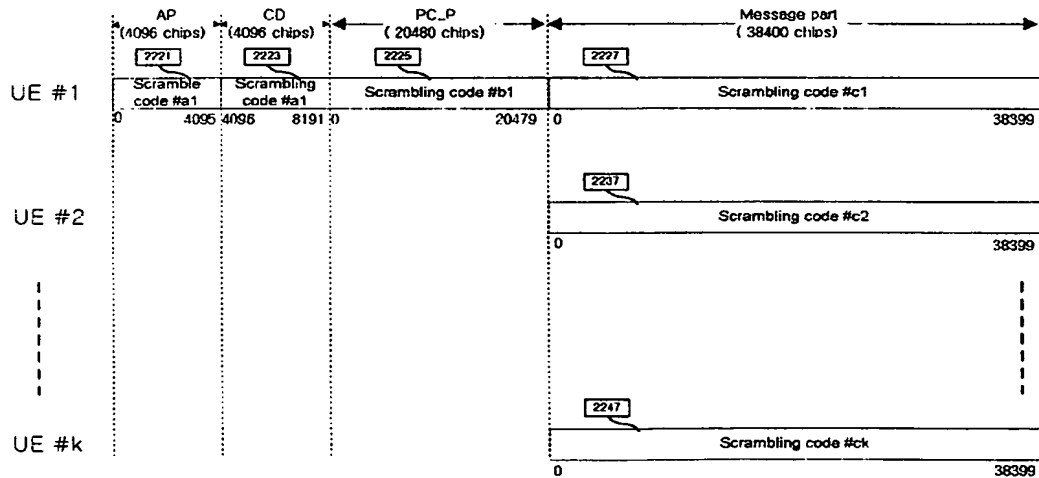 AP
(4096 chips)
CD
(4096 chips)
PC_P
( 20480 chips)
Message part
( 38400 chips)
2221
2223
2225
2227
UE #1
Scramble
code #a1
Scrambling
code #a1
Scrambling code #b1
Scrambling code #c1
0
4095
4096
8191
0
20479
0
38399
2237
UE #2
Scrambling code #c2
0
38399
2247
UE #k
Scrambling code #ck
0
38399